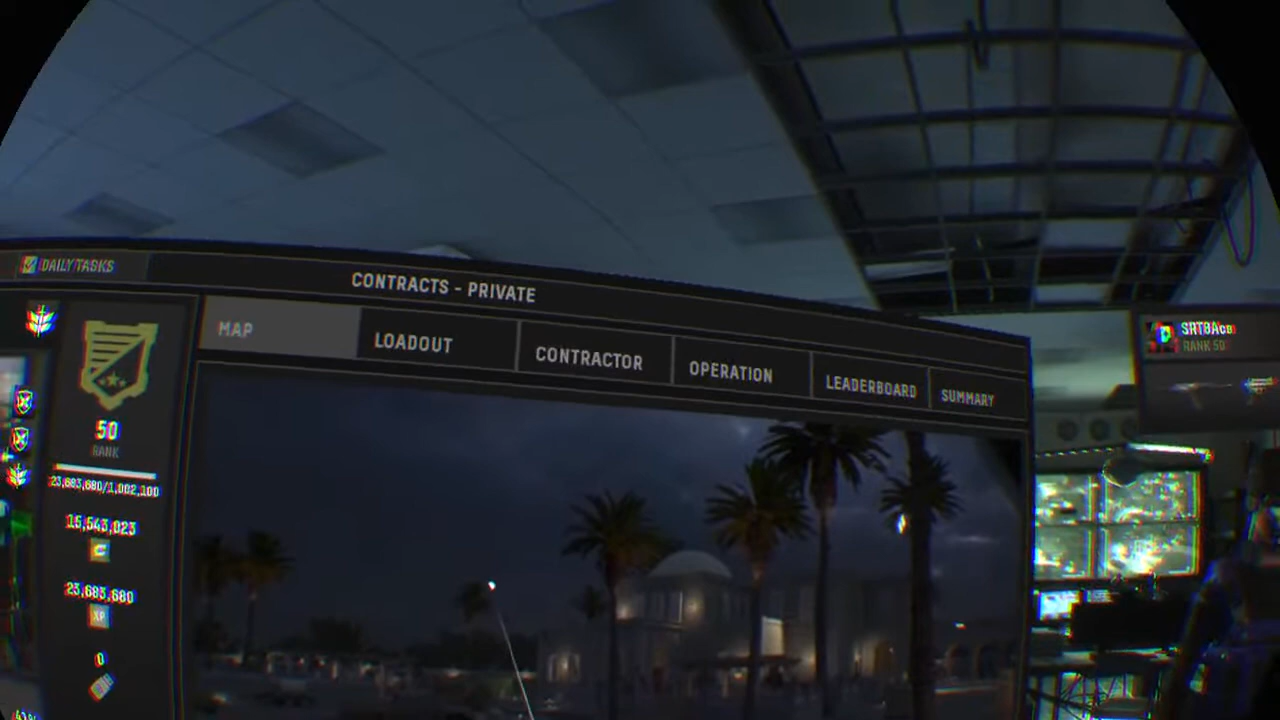 DAILY TASKS
CONTRACTS - PRIVATE
MAP
LOADOUT
CONTRACTOR
OPERATION
LEADERBOARD
SUMMARY
50
RANK
23,683,680/1,002,100
15,543,023
23,683,680
XP
0
SRTBAco
RANK 50